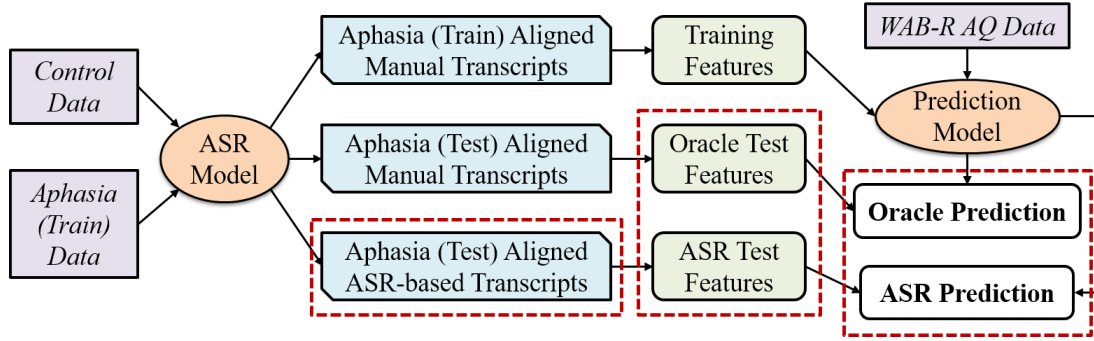 Control
Data
Aphasia
(Train)
Data
ASR
Model
Aphasia (Train) Aligned
Manual Transcripts
Aphasia (Test) Aligned
Manual Transcripts
Aphasia (Test) Aligned
ASR-based Transcripts
Training
Features
Oracle Test
Features
ASR Test
Features
WAB-R AQ Data
Prediction
Model
Oracle Prediction
ASR Prediction